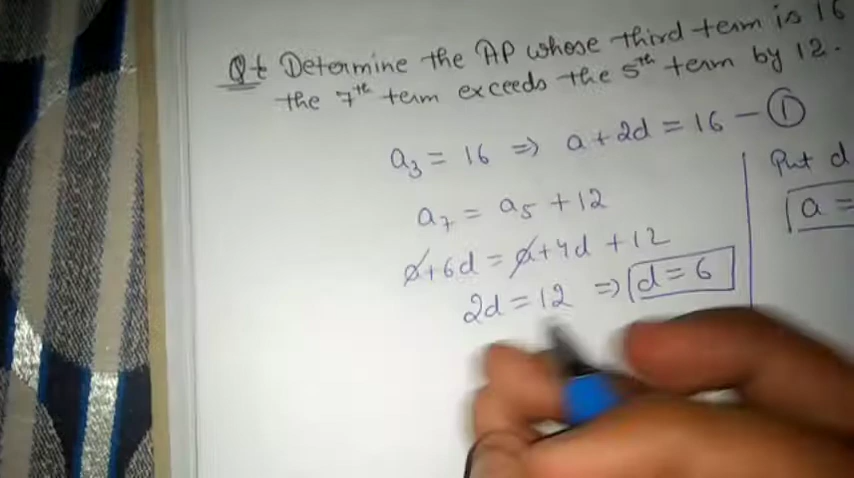 Qt Determine the AP whose third term is 16
the 7th term exceeds the 5th term by 12.
a₃ = 16 => a + 2d = 16 — ①
a₇ = a₅ + 12
a + 6d = a + 4d + 12
2d = 12 => d = 6
Put d
a =